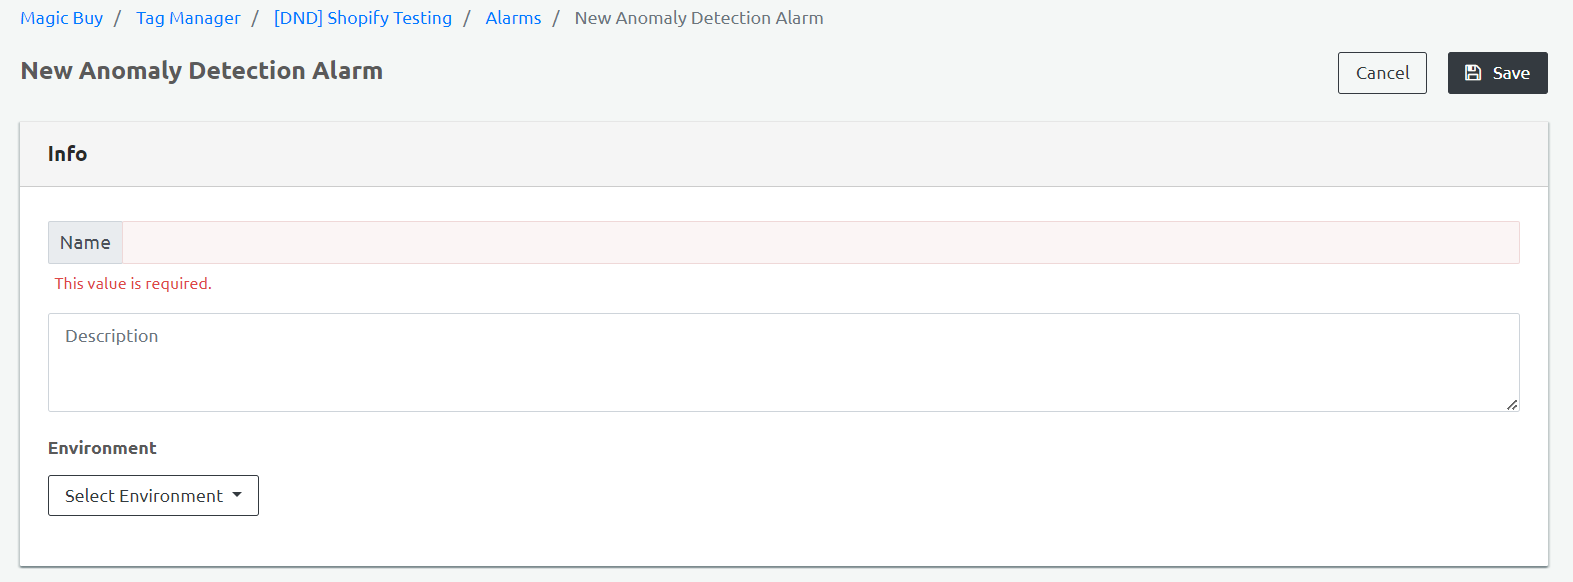 Magic Buy / Tag Manager / [DND] Shopify Testing / Alarms / New Anomaly Detection Alarm
New Anomaly Detection Alarm
Cancel
Save
Info
Name
This value is required.
Description
Environment
Select Environment